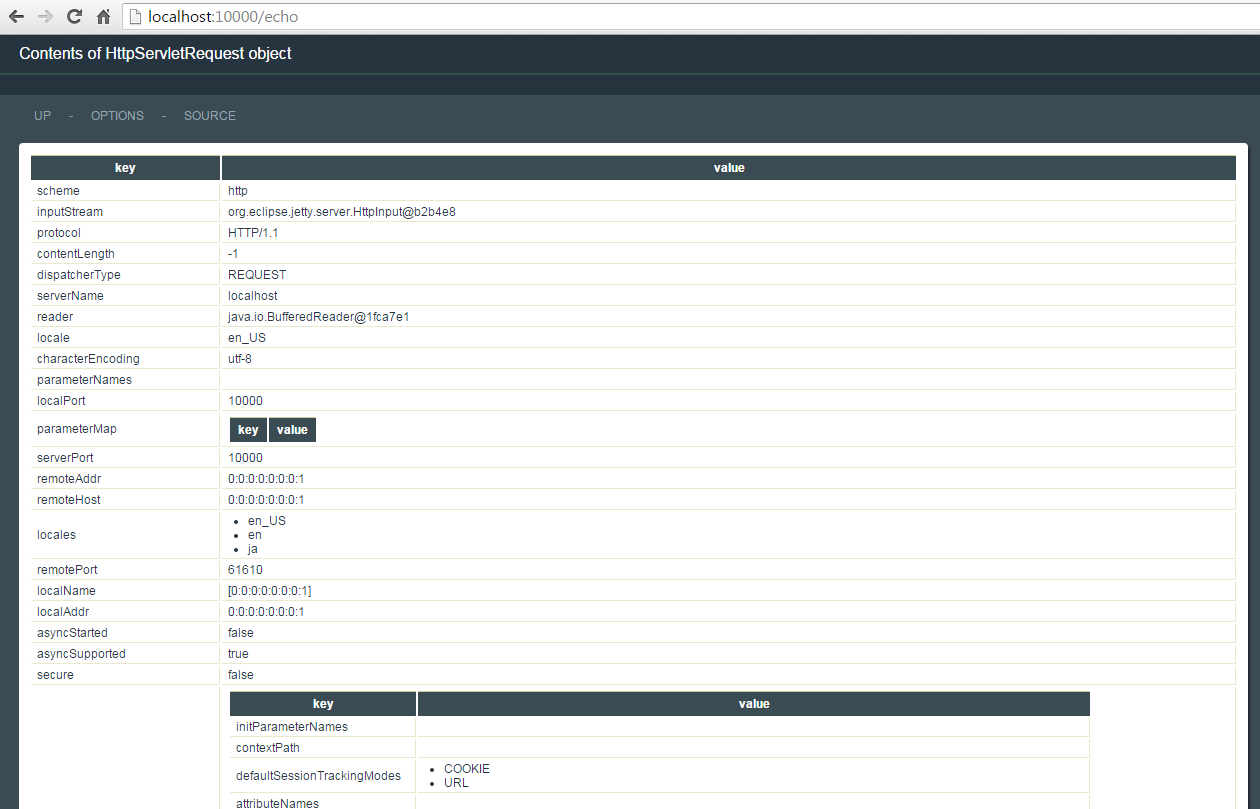 localhost:10000/echo
Contents of HttpServletRequest object
UP - OPTIONS - SOURCE
key value
scheme http
inputStream org.eclipse.jetty.server.HttpInput@b2b4e8
protocol HTTP/1.1
contentLength -1
dispatcherType REQUEST
serverName localhost
reader java.io.BufferedReader@1fca7e1
locale en_US
characterEncoding utf-8
parameterNames
localPort 10000
parameterMap key value
serverPort 10000
remoteAddr 0:0:0:0:0:0:0:1
remoteHost 0:0:0:0:0:0:0:1
locales
• en_US
• en
• ja
remotePort 61610
localName [0:0:0:0:0:0:0:1]
localAddr 0:0:0:0:0:0:0:1
asyncStarted false
asyncSupported true
secure false
key value
initParameterNames
contextPath
defaultSessionTrackingModes
• COOKIE
• URL
attributeNames